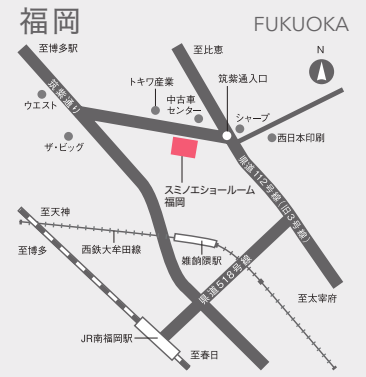 福岡
FUKUOKA
至博多駅
至比恵
N
筑紫通り
トキワ産業
筑紫通入口
ウエスト
中古車
センター
シャープ
ザ・ビッグ
西日本印刷
スミノエショールーム
福岡
県道112号線(旧3号線)
至天神
至博多
西鉄大牟田線
雑餉隈駅
県道518号線
至太宰府
JR南福岡駅
至春日